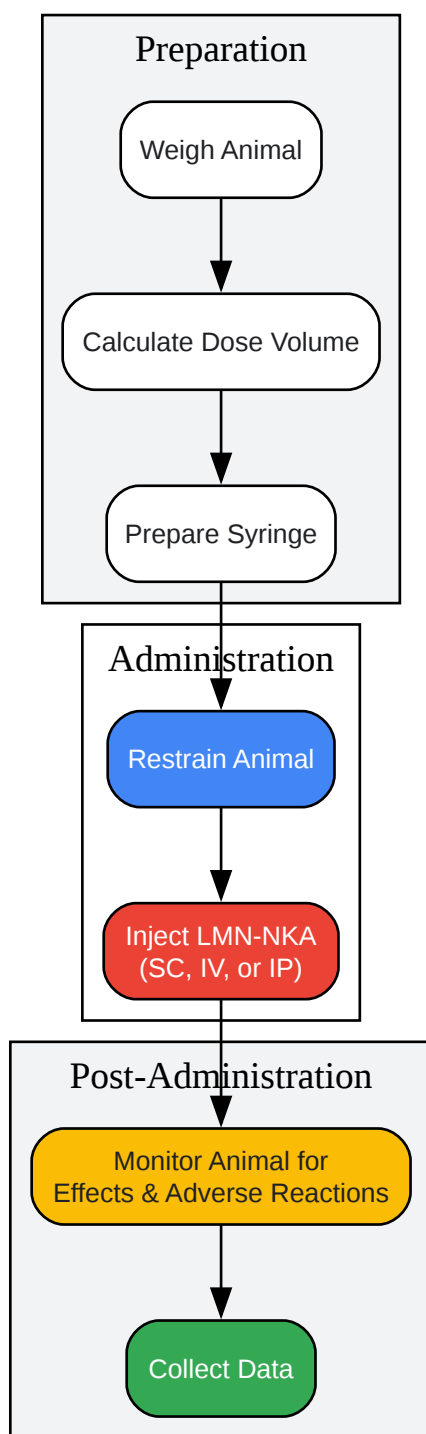 Preparation
Weigh Animal
Calculate Dose Volume
Prepare Syringe
Administration
Restrain Animal
Inject LMN-NKA
(SC, IV, or IP)
Post-Administration
Monitor Animal for
Effects & Adverse Reactions
Collect Data